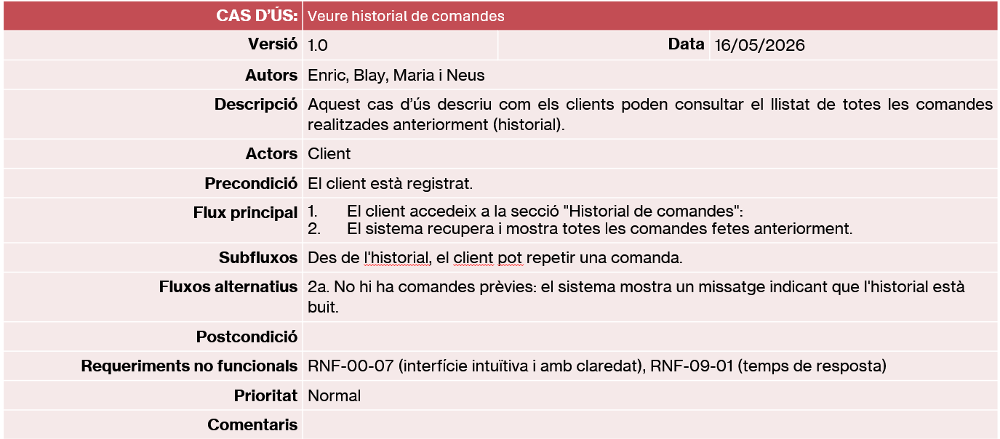 CAS D'ÚS: Veure historial de comandes
Versió 1.0 Data 16/05/2026
Autors Enric, Blay, Maria i Neus
Descripció Aquest cas d’ús descriu com els clients poden consultar el llistat de totes les comandes
realitzades anteriorment (historial).
Actors Client
Precondició El client està registrat.
Flux principal 1. El client accedeix a la secció "Historial de comandes":
2. El sistema recupera i mostra totes les comandes fetes anteriorment.
Subfluxos Des de l'historial, el client pot repetir una comanda.
Fluxos alternatius 2a. No hi ha comandes prèvies: el sistema mostra un missatge indicant que l'historial està
buit.
Postcondició
Requeriments no funcionals RNF-00-07 (interfície intuïtiva i amb claredat), RNF-09-01 (temps de resposta)
Prioritat Normal
Comentaris